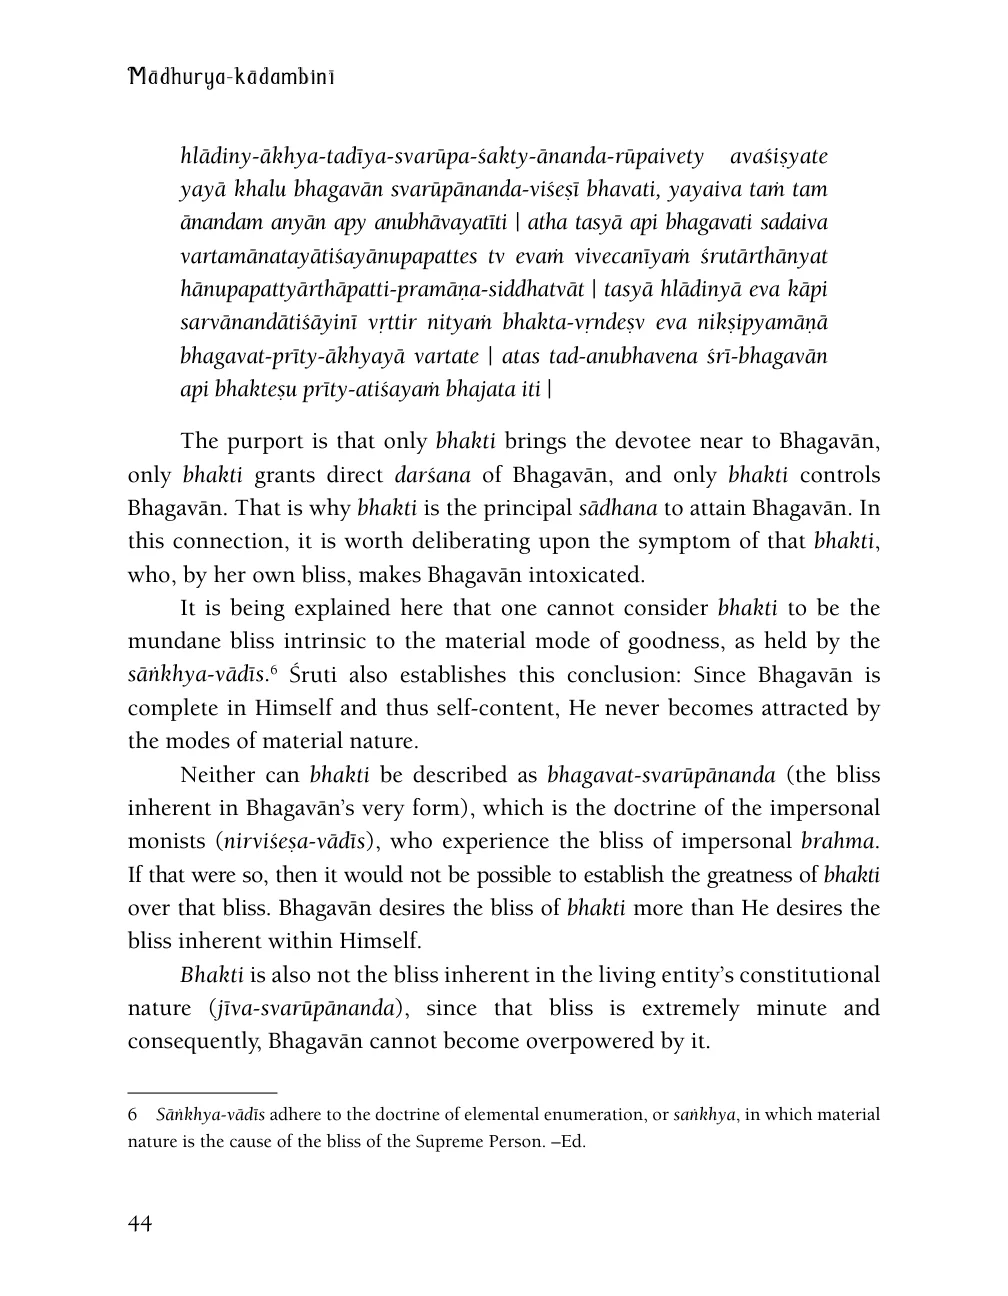 Mādhurya-kādambinī
hlādiny-ākhya-tadīya-svarūpa-śakty-ānanda-rūpaivety avaśiṣyate
yayā khalu bhagavān svarūpānanda-viśeṣī bhavati, yayaiva taṁ tam
ānandam anyān apy anubhāvayatīti | atha tasyā api bhagavati sadaiva
vartamānatayātiśayānupapattes tv evaṁ vivecanīyaṁ śrutārthānyat
hānupapattyārthāpatti-pramāṇa-siddhatvāt | tasyā hlādinyā eva kāpi
sarvānandātiśāyinī vṛttir nityaṁ bhakta-vṛndeṣv eva nikṣipyamāṇā
bhagavat-prīty-ākhyayā vartate | atas tad-anubhavena śrī-bhagavān
api bhakteṣu prīty-atiśayaṁ bhajata iti |
The purport is that only bhakti brings the devotee near to Bhagavān,
only bhakti grants direct darśana of Bhagavān, and only bhakti controls
Bhagavān. That is why bhakti is the principal sādhana to attain Bhagavān. In
this connection, it is worth deliberating upon the symptom of that bhakti,
who, by her own bliss, makes Bhagavān intoxicated.
It is being explained here that one cannot consider bhakti to be the
mundane bliss intrinsic to the material mode of goodness, as held by the
sāṅkhya-vādīs.6 Śruti also establishes this conclusion: Since Bhagavān is
complete in Himself and thus self-content, He never becomes attracted by
the modes of material nature.
Neither can bhakti be described as bhagavat-svarūpānanda (the bliss
inherent in Bhagavān’s very form), which is the doctrine of the impersonal
monists (nirviśeṣa-vādīs), who experience the bliss of impersonal brahma.
If that were so, then it would not be possible to establish the greatness of bhakti
over that bliss. Bhagavān desires the bliss of bhakti more than He desires the
bliss inherent within Himself.
Bhakti is also not the bliss inherent in the living entity’s constitutional
nature (jīva-svarūpānanda), since that bliss is extremely minute and
consequently, Bhagavān cannot become overpowered by it.
6 Sāṅkhya-vādīs adhere to the doctrine of elemental enumeration, or saṅkhya, in which material
nature is the cause of the bliss of the Supreme Person. –Ed.
44